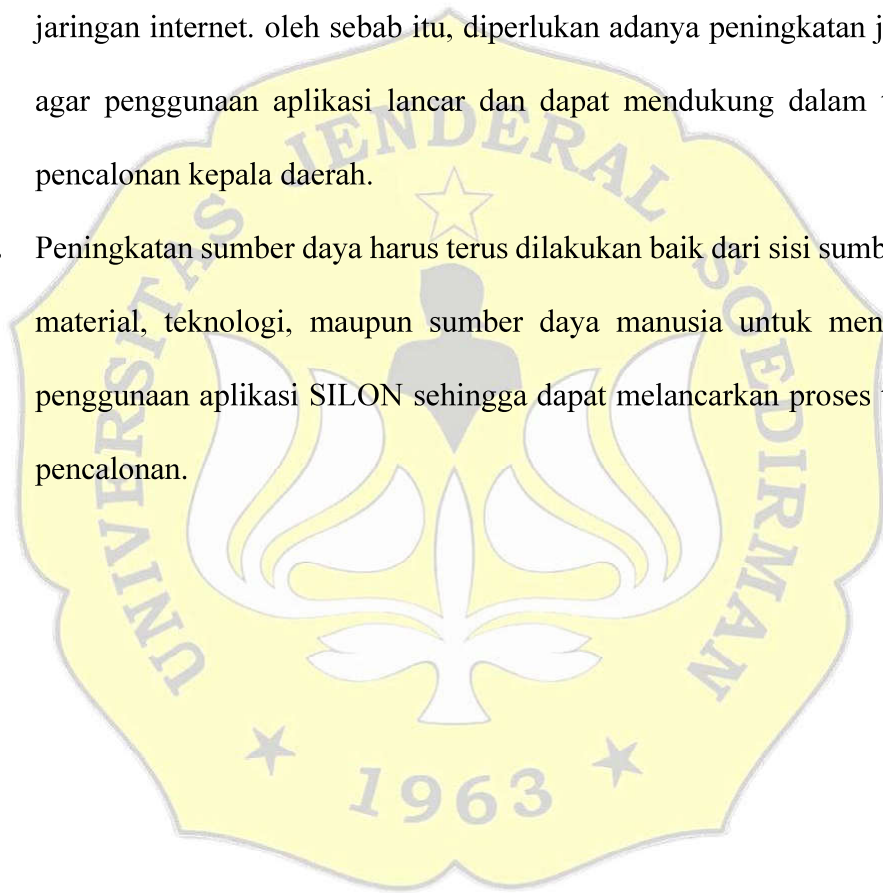 jaringan internet. oleh sebab itu, diperlukan adanya peningkatan
agar penggunaan aplikasi lancar dan dapat mendukung dalam
pencalonan kepala daerah.
Peningkatan sumber daya harus terus dilakukan baik dari sisi
material, teknologi, maupun sumber daya manusia untuk
penggunaan aplikasi SILON sehingga dapat melancarkan proses
pencalonan.
UNIVERSITAS JENDERAL SOEDIRMAN
1963